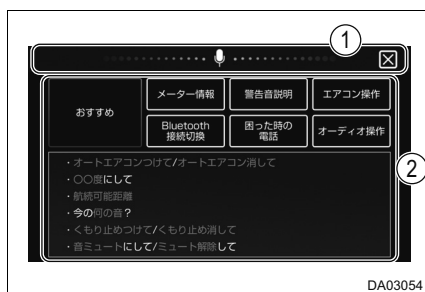 1
おすすめ
メーター情報
警告音説明
エアコン操作
Bluetooth
接続切換
困った時の
電話
オーディオ操作
2
・オートエアコンつけて/オートエアコン消して
・〇〇度にして
・航続可能距離
・今の何の音?
・くもり止めつけて/くもり止め消して
・音ミュートにして/ミュート解除して
DA03054